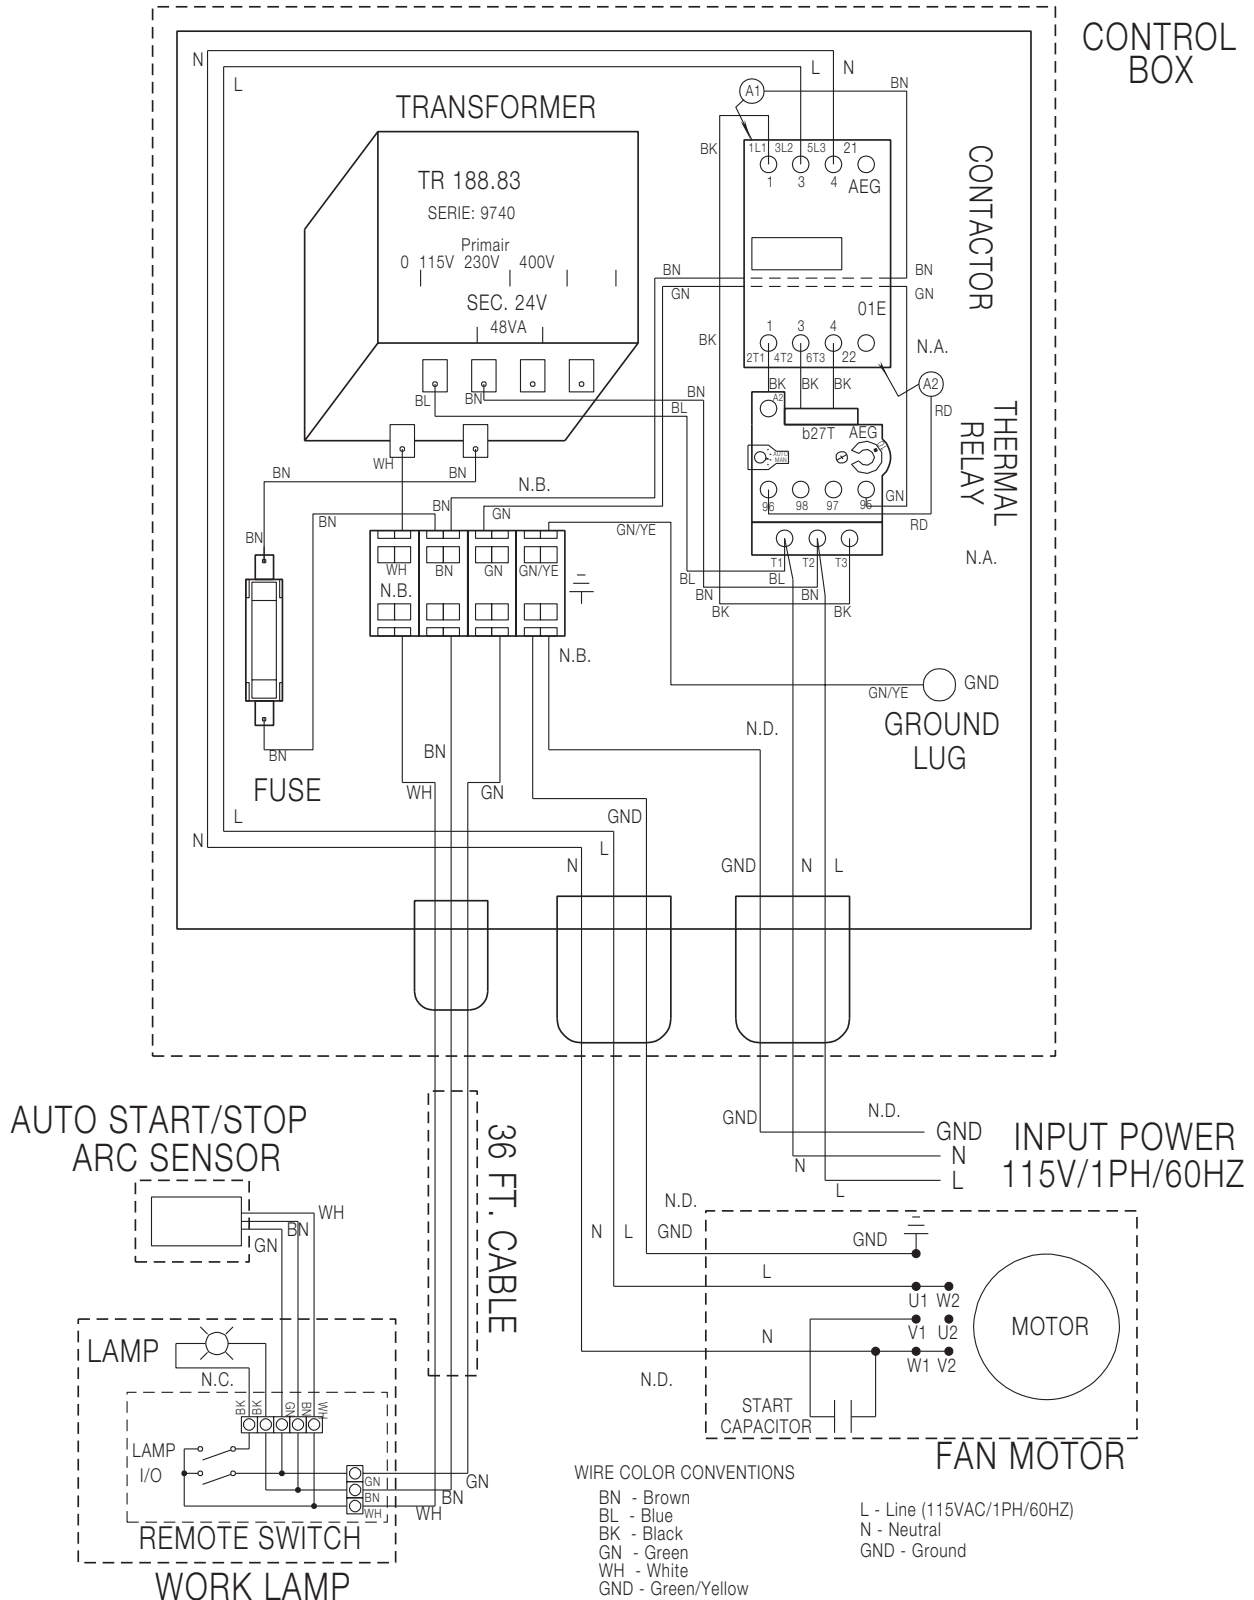 CONTROL
BOX
N
L
L
N
BN
A1
TRANSFORMER
BK
1L1
3L2
5L3
21
1
3
4
AEG
CONTACTOR
TR 188.83
SERIE: 9740
Primair
0 115V 230V 400V
SEC. 24V
48VA
BN
GN
BN
GN
01E
BK
1
3
4
2T1
4T2
6T3
22
N.A.
BK
BK
BK
A2
BL
BN
BN
BL
A2
RD
b27T
AEG
AUTO
MAN
THERMAL
RELAY
WH
BN
BN
N.B.
BN
BN
GN
GN/YE
96
98
97
95
GN
RD
BN
N.A.
WH
BN
GN
GN/YE
N.B.
T1
T2
T3
BL
BL
BN
BN
BK
BK
N.B.
GN/YE
GND
GROUND
LUG
N.D.
BN
BN
FUSE
WH
GN
GND
L
N
N
L
GND
N
L
AUTO START/STOP
ARC SENSOR
36 FT. CABLE
GND
N.D.
GND
N
L
N
L
INPUT POWER
115V/1PH/60HZ
WH
BN
GN
N.D.
N
L
GND
GND
L
U1 W2
V1 U2
N
W1 V2
MOTOR
N.D.
START
CAPACITOR
FAN MOTOR
LAMP
N.C.
BK
BK
GN
BN
WH
LAMP
I/O
GN
BN
WH
GN
BN
WH
REMOTE SWITCH
WORK LAMP
WIRE COLOR CONVENTIONS
BN - Brown
BL - Blue
BK - Black
GN - Green
WH - White
GND - Green/Yellow
L - Line (115VAC/1PH/60HZ)
N - Neutral
GND - Ground